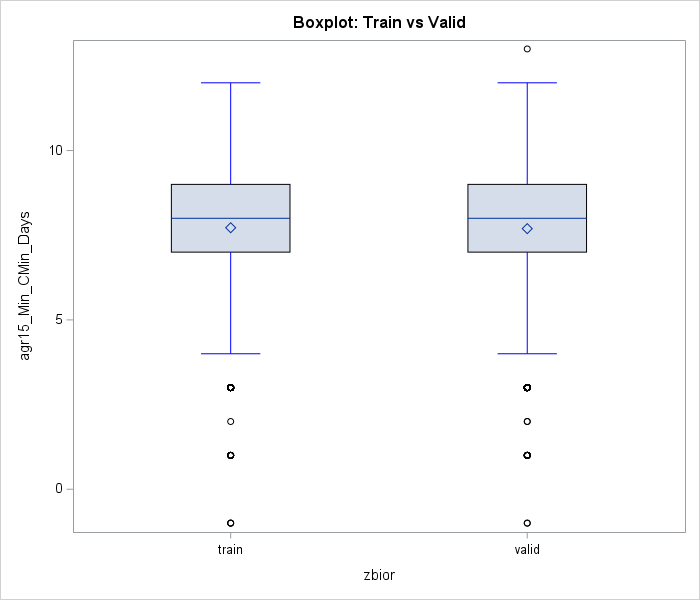 Boxplot: Train vs Valid
agr15_Min_CMin_Days
10
5
0
train
valid
zbior